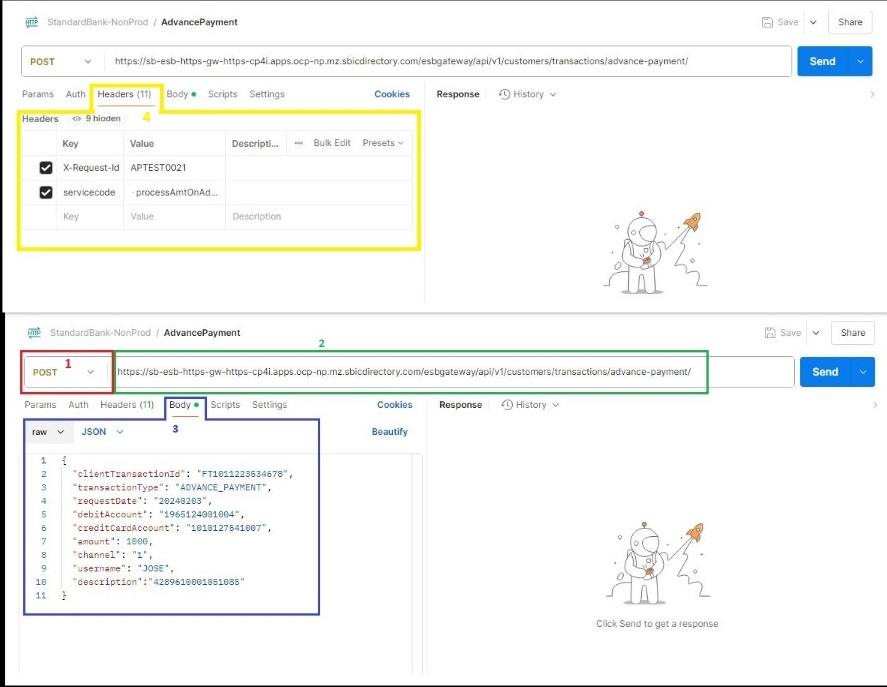 HTTP StandardBank-NonProd / AdvancePayment Save Share
POST https://sb-esb-https-gw-https-cp4i.apps.ocp-np.mz.sbicdirectory.com/esbgateway/api/v1/customers/transactions/advance-payment/ Send
Params Auth Headers (11) Body Scripts Settings Cookies Response History
Headers 9 hidden 4
Key Value Descripti... ••• Bulk Edit Presets
X-Request-Id APTEST0021
servicecode processAmtOnAd...
Key Value Description
HTTP StandardBank-NonProd / AdvancePayment Save Share
2
POST 1 https://sb-esb-https-gw-https-cp4i.apps.ocp-np.mz.sbicdirectory.com/esbgateway/api/v1/customers/transactions/advance-payment/ Send
Params Auth Headers (11) Body Scripts Settings Cookies Response History
3
raw JSON Beautify
1 {
2 "clientTransactionId": "FT1011223634678",
3 "transactionType": "ADVANCE_PAYMENT",
4 "requestDate": "20240203",
5 "debitAccount": "1965124001004",
6 "creditCardAccount": "1010127641007",
7 "amount": 1000,
8 "channel": "1",
9 "username": "JOSE",
10 "description":"4289610001051086"
11 }
Click Send to get a response